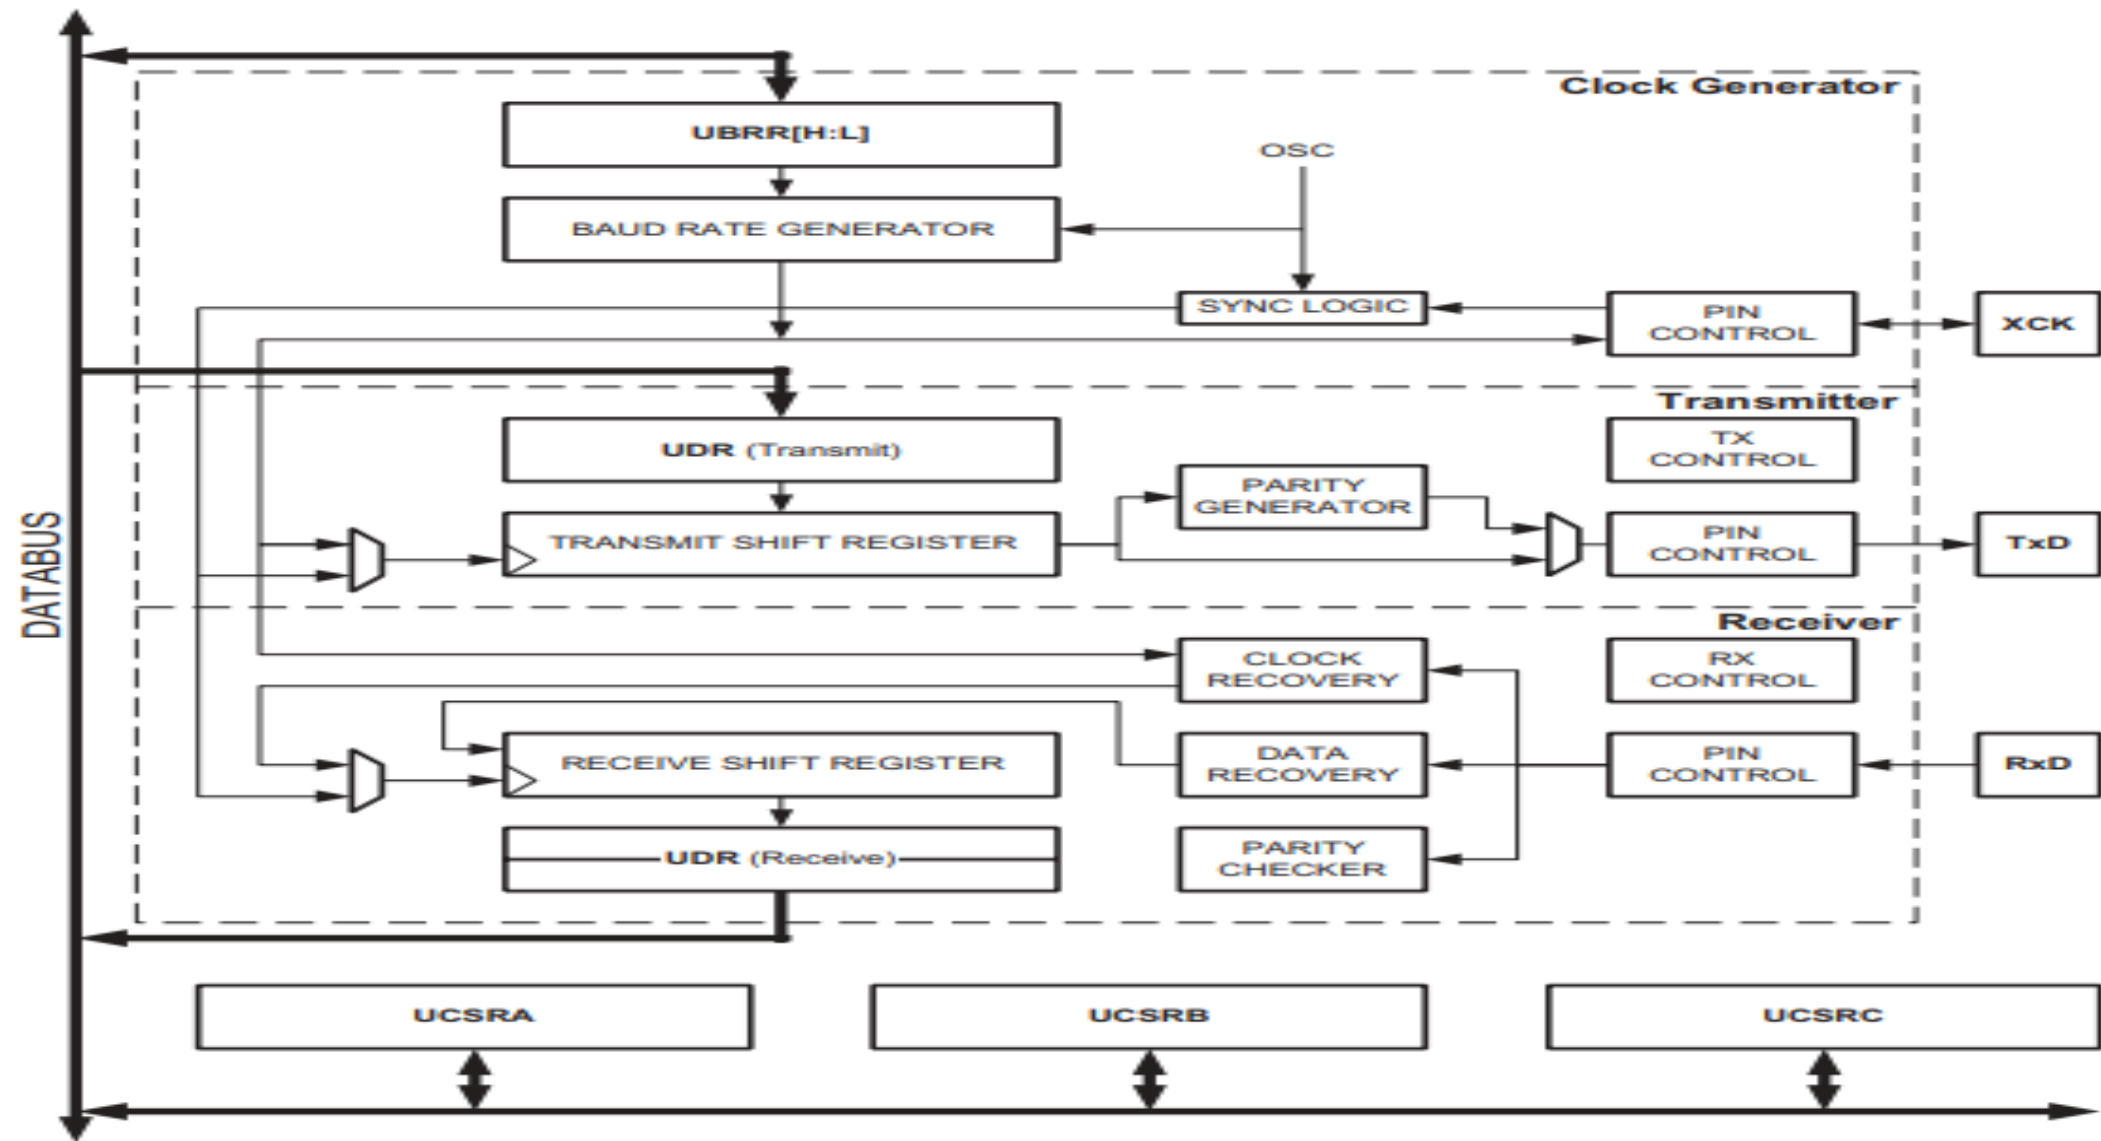 Clock Generator
UBRR[H:L]
OSC
BAUD RATE GENERATOR
SYNC LOGIC
PIN
CONTROL
XCK
Transmitter
UDR (Transmit)
TX
CONTROL
PARITY
GENERATOR
TRANSMIT SHIFT REGISTER
PIN
CONTROL
TxD
DATABUS
Receiver
CLOCK
RECOVERY
RX
CONTROL
RECEIVE SHIFT REGISTER
DATA
RECOVERY
PIN
CONTROL
RxD
UDR (Receive)
PARITY
CHECKER
UCSRA
UCSRB
UCSRC